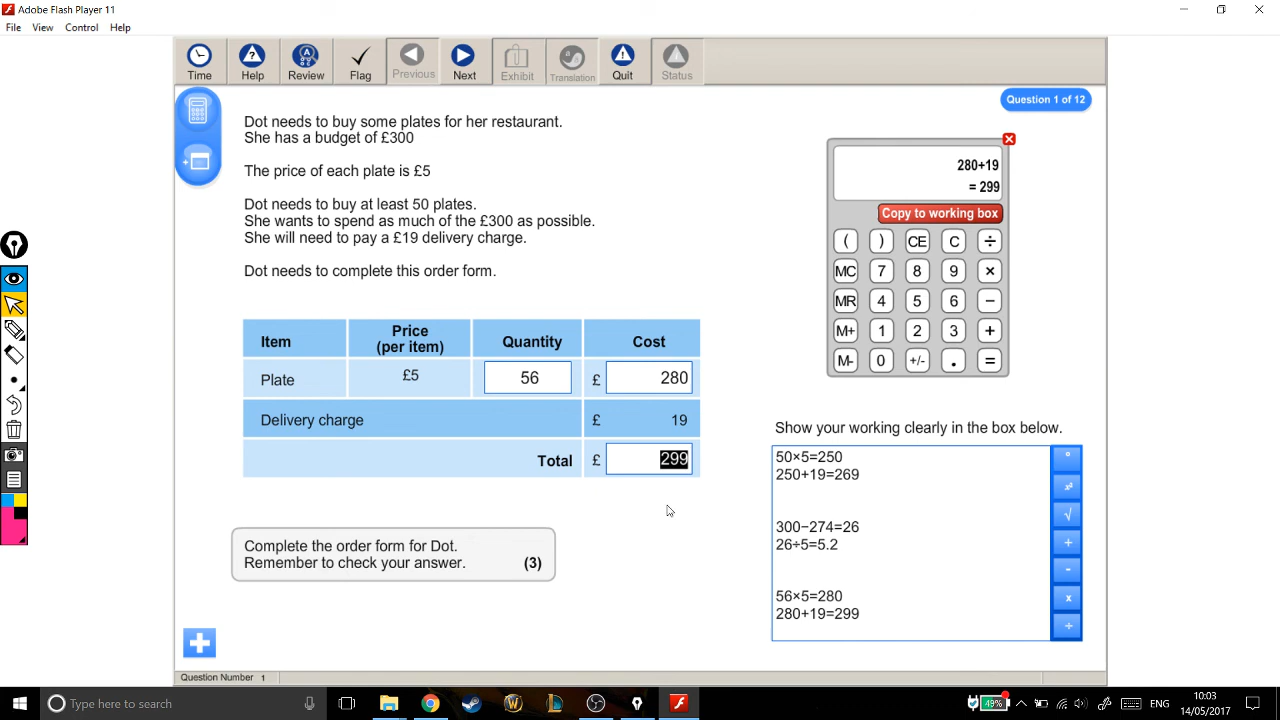 Adobe Flash Player 11
File View Control Help
Time Help Review Flag Previous Next Exhibit Translation Quit Status
Question 1 of 12
Dot needs to buy some plates for her restaurant.
She has a budget of £300
The price of each plate is £5
Dot needs to buy at least 50 plates.
She wants to spend as much of the £300 as possible.
She will need to pay a £19 delivery charge.
Dot needs to complete this order form.
Item Price (per item) Quantity Cost
Plate £5 56 £ 280
Delivery charge £ 19
Total £ 299
Complete the order form for Dot.
Remember to check your answer. (3)
280+19
= 299
Copy to working box
( ) CE C ÷
MC 7 8 9 ×
MR 4 5 6 −
M+ 1 2 3 +
M- 0 +/- . =
Show your working clearly in the box below.
50×5=250
250+19=269
300−274=26
26÷5=5.2
56×5=280
280+19=299
°
x²
√
+
-
x
÷
Question Number 1
Type here to search
49%
ENG
10:03
14/05/2017